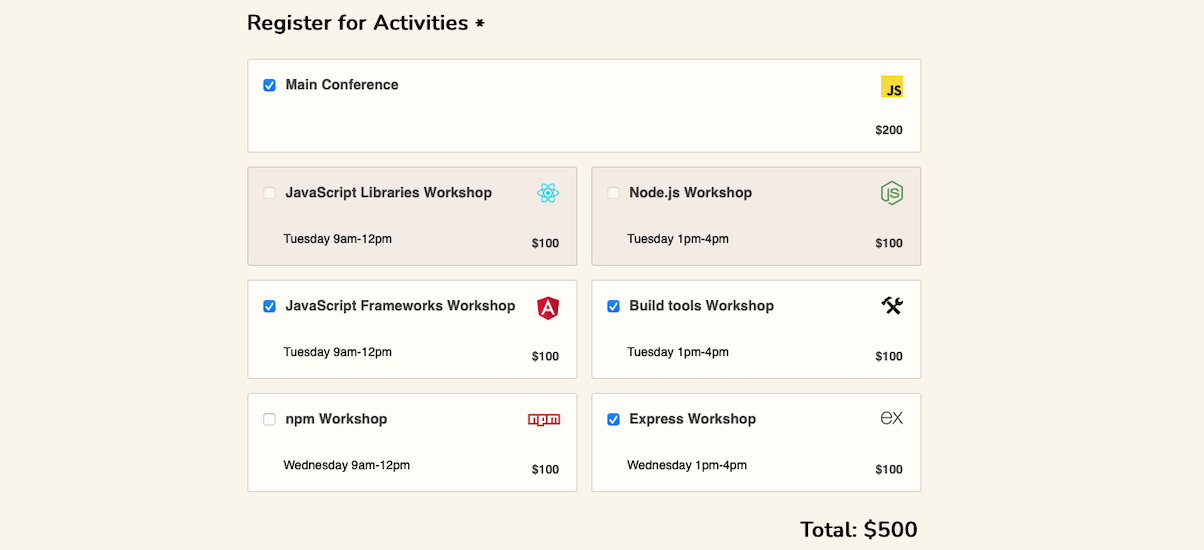 Register for Activities *
Main Conference
JS
$200
JavaScript Libraries Workshop
Tuesday 9am-12pm
$100
Node.js Workshop
JS
Tuesday 1pm-4pm
$100
JavaScript Frameworks Workshop
A
Tuesday 9am-12pm
$100
Build tools Workshop
Tuesday 1pm-4pm
$100
npm Workshop
npm
Wednesday 9am-12pm
$100
Express Workshop
ex
Wednesday 1pm-4pm
$100
Total: $500